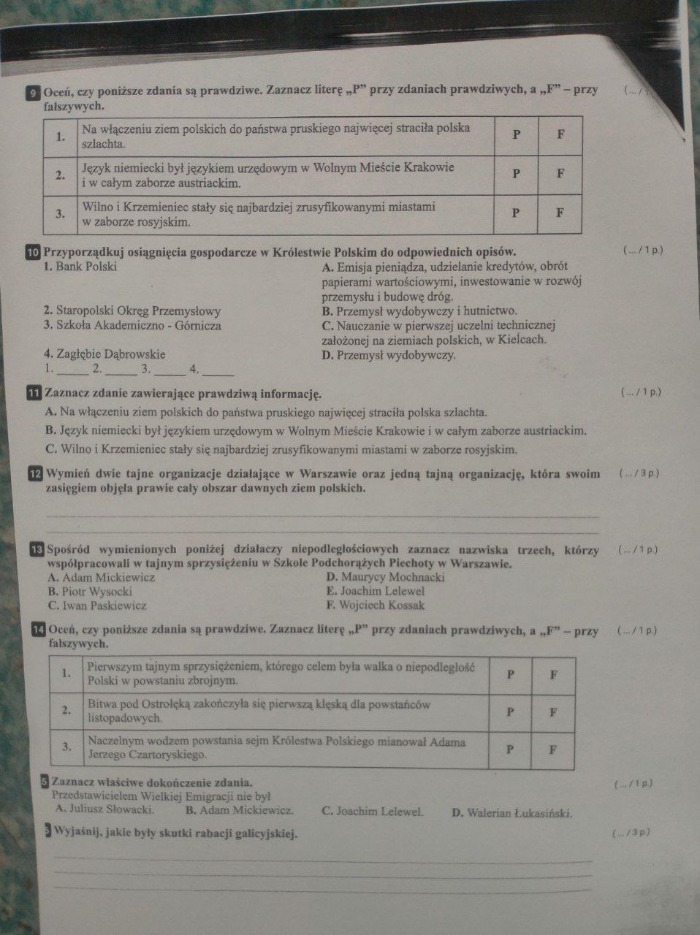 9 Oceń, czy poniższe zdania są prawdziwe. Zaznacz literę „P” przy zdaniach prawdziwych, a „F” – przy (.../1
fałszywych.
1. Na włączeniu ziem polskich do państwa pruskiego najwięcej straciła polska szlachta. P F
2. Język niemiecki był językiem urzędowym w Wolnym Mieście Krakowie i w całym zaborze austriackim. P F
3. Wilno i Krzemieniec stały się najbardziej zrusyfikowanymi miastami w zaborze rosyjskim. P F
10 Przyporządkuj osiągnięcia gospodarcze w Królestwie Polskim do odpowiednich opisów. (... / 1 p.)
1. Bank Polski A. Emisja pieniądza, udzielanie kredytów, obrót
papierami wartościowymi, inwestowanie w rozwój
przemysłu i budowę dróg.
2. Staropolski Okręg Przemysłowy B. Przemysł wydobywczy i hutnictwo.
3. Szkoła Akademiczno - Górnicza C. Nauczanie w pierwszej uczelni technicznej
założonej na ziemiach polskich, w Kielcach.
4. Zagłębie Dąbrowskie D. Przemysł wydobywczy.
1. _____ 2. _____ 3. _____ 4. _____
11 Zaznacz zdanie zawierające prawdziwą informację. (... / 1 p.)
A. Na włączeniu ziem polskich do państwa pruskiego najwięcej straciła polska szlachta.
B. Język niemiecki był językiem urzędowym w Wolnym Mieście Krakowie i w całym zaborze austriackim.
C. Wilno i Krzemieniec stały się najbardziej zrusyfikowanymi miastami w zaborze rosyjskim.
12 Wymień dwie tajne organizacje działające w Warszawie oraz jedną tajną organizację, która swoim (... / 3 p.)
zasięgiem objęła prawie cały obszar dawnych ziem polskich.
13 Spośród wymienionych poniżej działaczy niepodległościowych zaznacz nazwiska trzech, którzy (... / 1 p.)
współpracowali w tajnym sprzysiężeniu w Szkole Podchorążych Piechoty w Warszawie.
A. Adam Mickiewicz D. Maurycy Mochnacki
B. Piotr Wysocki E. Joachim Lelewel
C. Iwan Paskiewicz F. Wojciech Kossak
14 Oceń, czy poniższe zdania są prawdziwe. Zaznacz literę „P” przy zdaniach prawdziwych, a „F” – przy (... / 1 p.)
fałszywych.
1. Pierwszym tajnym sprzysiężeniem, którego celem była walka o niepodległość Polski w powstaniu zbrojnym. P F
2. Bitwa pod Ostrołęką zakończyła się pierwszą klęską dla powstańców listopadowych. P F
3. Naczelnym wodzem powstania sejm Królestwa Polskiego mianował Adama Jerzego Czartoryskiego. P F
5 Zaznacz właściwe dokończenie zdania. (... / 1 p.)
Przedstawicielem Wielkiej Emigracji nie był
A. Juliusz Słowacki. B. Adam Mickiewicz. C. Joachim Lelewel. D. Walerian Łukasiński.
Wyjaśnij, jakie były skutki rabacji galicyjskiej. (... / 3 p.)